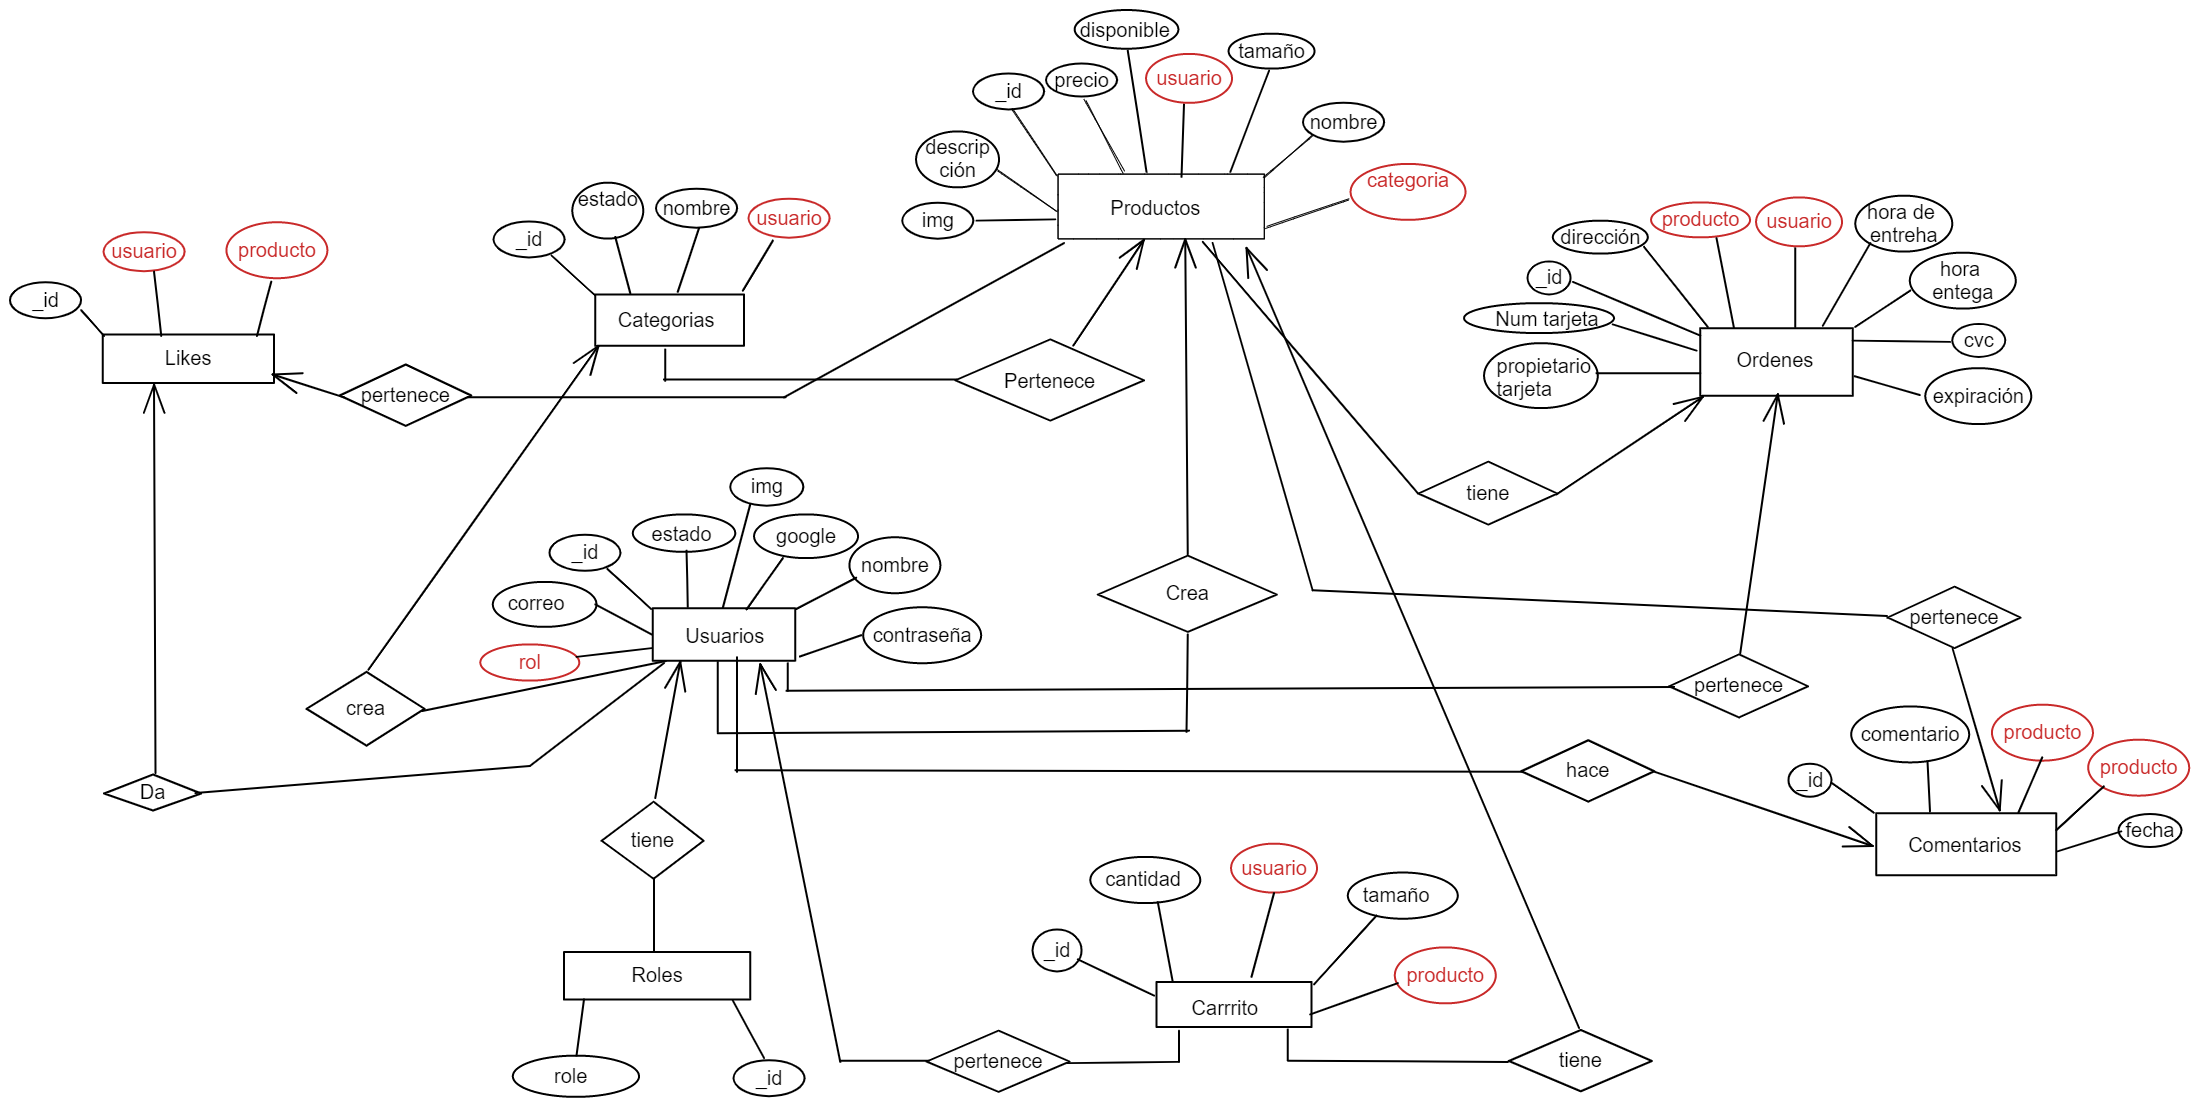 disponible
tamaño
precio
usuario
_id
nombre
descrip
ción
categoria
img
Productos
estado
nombre
usuario
_id
Categorias
usuario
producto
_id
Likes
dirección
producto
usuario
hora de
entreha
_id
hora
entega
Num tarjeta
cvc
propietario
tarjeta
Ordenes
expiración
pertenece
Pertenece
tiene
img
estado
google
_id
nombre
correo
contraseña
rol
Usuarios
Crea
pertenece
pertenece
crea
hace
Da
tiene
comentario
producto
producto
_id
fecha
Comentarios
cantidad
usuario
tamaño
_id
producto
Carrrito
Roles
role
_id
pertenece
tiene